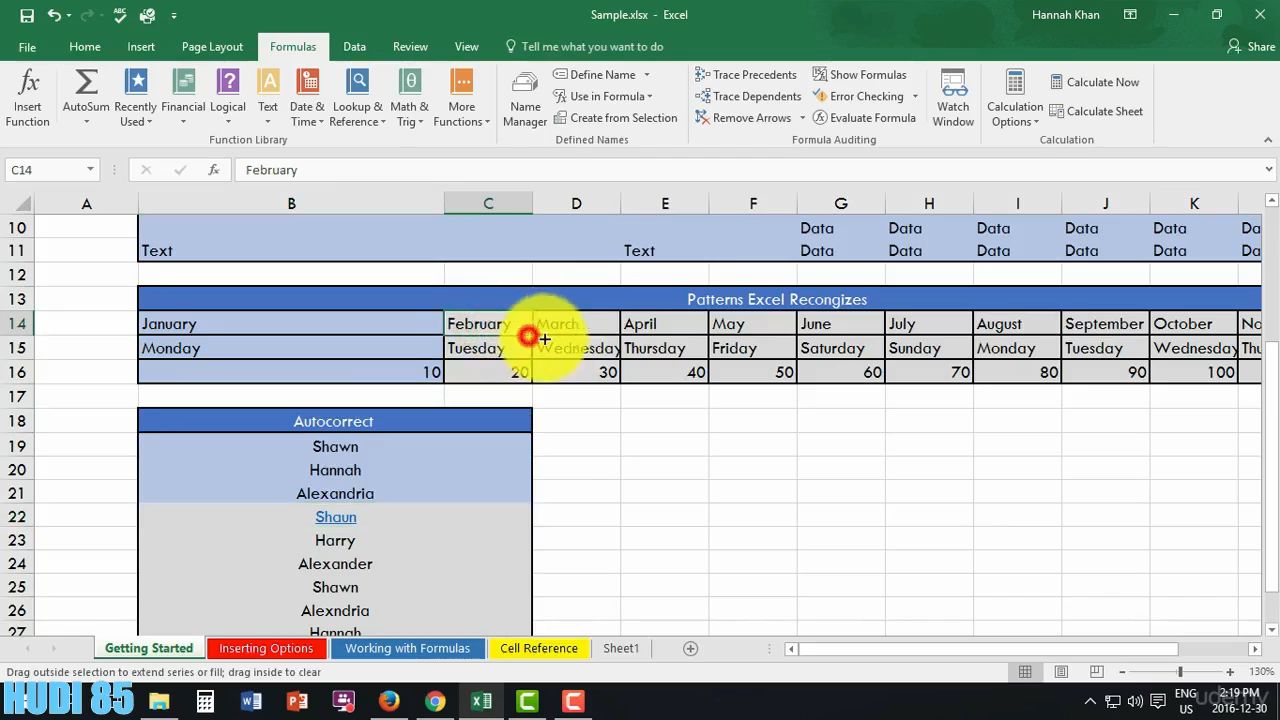 Sample.xlsx - Excel
Hannah Khan
File Home Insert Page Layout Formulas Data Review View Tell me what you want to do Share
Insert Function
AutoSum
Recently Used
Financial
Logical
Text
Date & Time
Lookup & Reference
Math & Trig
More Functions
Name Manager
Define Name
Use in Formula
Create from Selection
Trace Precedents
Trace Dependents
Remove Arrows
Show Formulas
Error Checking
Evaluate Formula
Watch Window
Calculation Options
Calculate Now
Calculate Sheet
Function Library Defined Names Formula Auditing Calculation
C14 fx February
A B C D E F G H I J K
10 Data Data Data Data Data Da
11 Text Text Data Data Data Data Data Da
12
13 Patterns Excel Recongizes
14 January February March April May June July August September October No
15 Monday Tuesday Wednesday Thursday Friday Saturday Sunday Monday Tuesday Wednesday Thu
16 10 20 30 40 50 60 70 80 90 100
17
18 Autocorrect
19 Shawn
20 Hannah
21 Alexandria
22 Shaun
23 Harry
24 Alexander
25 Shawn
26 Alexndria
27 Hannah
Getting Started Inserting Options Working with Formulas Cell Reference Sheet1
Drag outside selection to extend series or fill; drag inside to clear
130%
HUDI 85
ENG 2:19 PM
US 2016-12-30
udemy